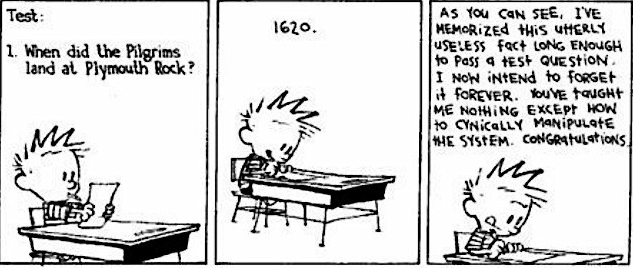 Test:
1. When did the Pilgrims
land at Plymouth Rock?
1620.
AS YOU CAN SEE, I'VE
MEMORIZED THIS UTTERLY
USELESS FACT LONG ENOUGH
TO PASS A TEST QUESTION.
I NOW INTEND TO FORGET
IT FOREVER. YOU'VE TAUGHT
ME NOTHING EXCEPT HOW
TO CYNICALLY MANIPULATE
THE SYSTEM. CONGRATULATIONS.